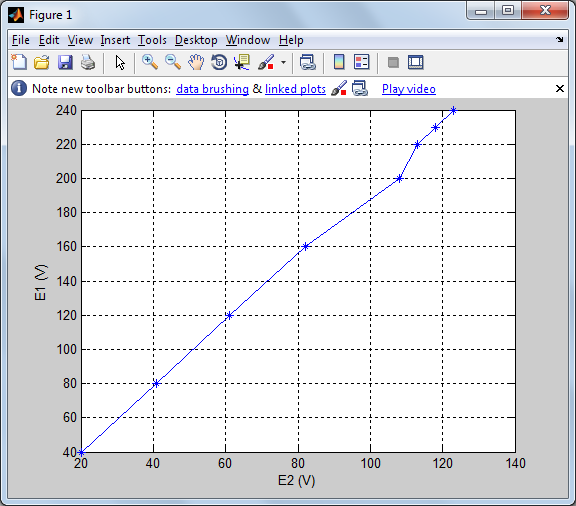 Figure 1
File Edit View Insert Tools Desktop Window Help
Note new toolbar buttons: data brushing & linked plots Play video
240
220
200
180
160
140
120
100
80
60
40
E1 (V)
20 40 60 80 100 120 140
E2 (V)